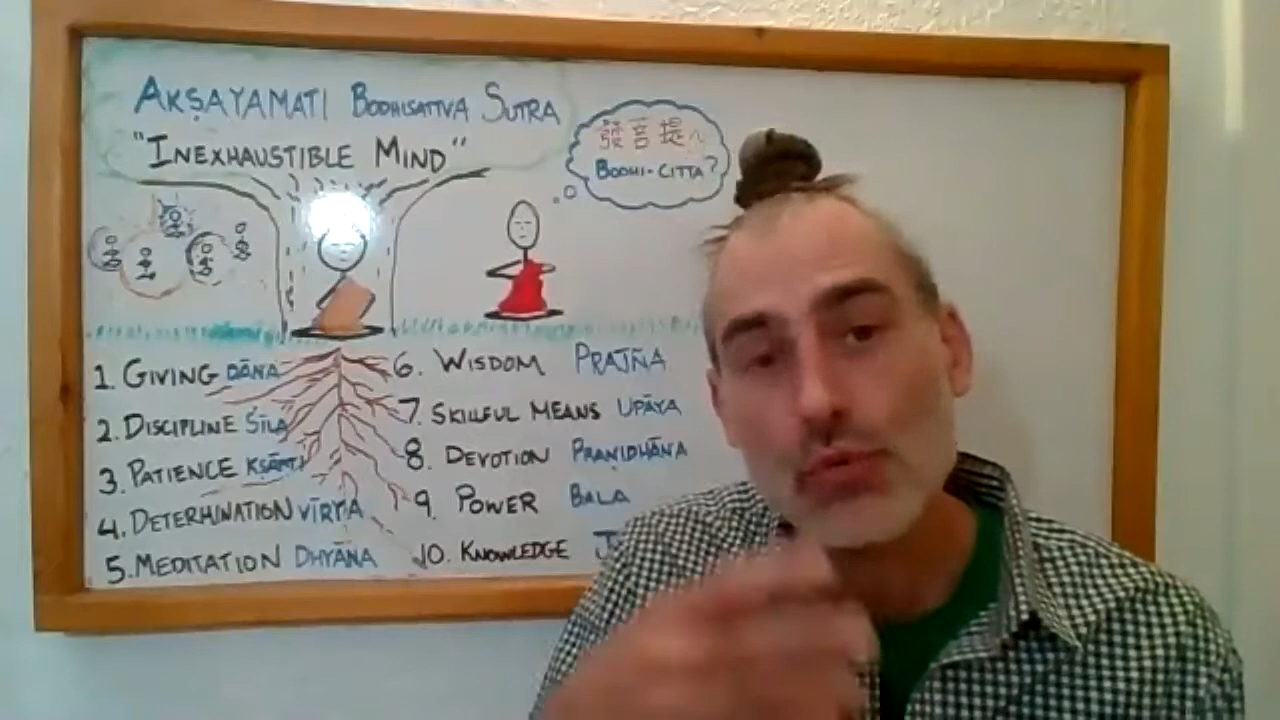 AKṢAYAMATI BODHISATTVA SUTRA
"INEXHAUSTIBLE MIND"
發菩提心
BODHI-CITTA?
1. GIVING DĀNA
2. DISCIPLINE ŚĪLA
3. PATIENCE KṢĀNTI
4. DETERMINATION VĪRYA
5. MEDITATION DHYĀNA
6. WISDOM PRAJÑA
7. SKILLFUL MEANS UPĀYA
8. DEVOTION PRAṆIDHĀNA
9. POWER BALA
10. KNOWLEDGE